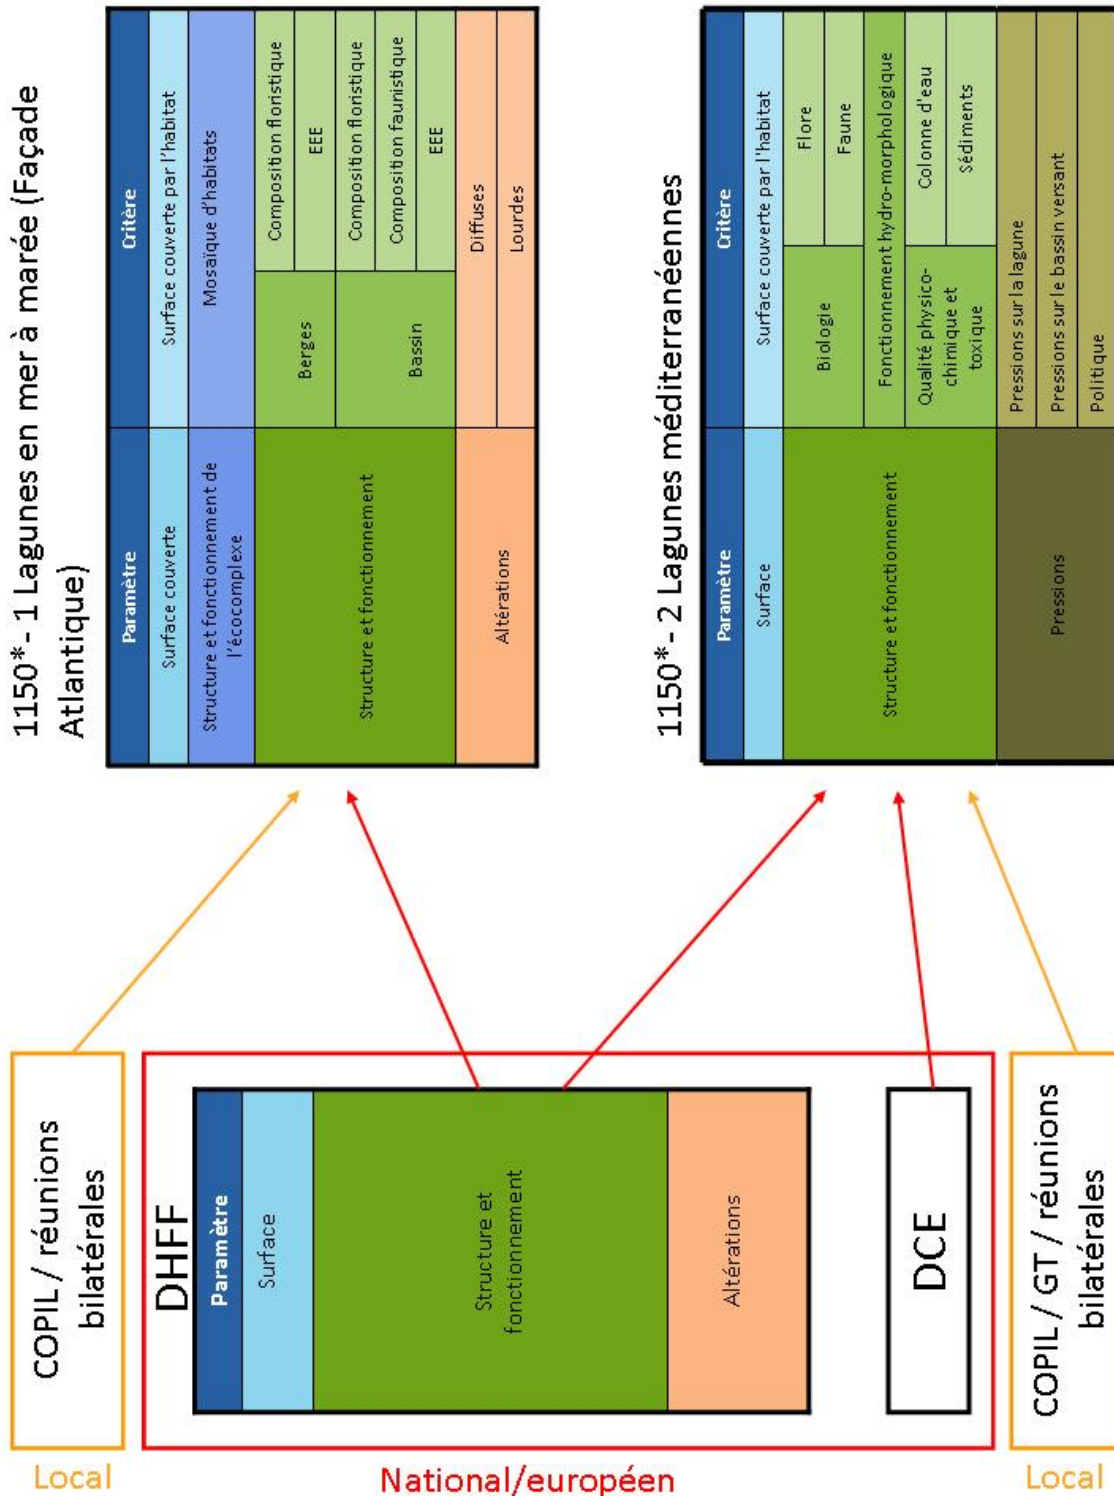 Local
COPIL / réunions
bilatérales
National/européen
DHFF
Paramètre
Surface
Structure et
fonctionnement
Altérations
DCE
Local
COPIL / GT / réunions
bilatérales
1150* - 1 Lagunes en mer à marée (Façade
Atlantique)
Paramètre
Critère
Surface couverte
Surface couverte par l'habitat
Structure et fonctionnement de
l'écocomplexe
Mosaïque d'habitats
Structure et fonctionnement
Berges
Composition floristique
EEE
Bassin
Composition floristique
Composition faunistique
EEE
Altérations
Diffuses
Lourdes
1150* - 2 Lagunes méditerranéennes
Paramètre
Critère
Surface
Surface couverte par l'habitat
Structure et fonctionnement
Biologie
Flore
Faune
Fonctionnement hydro-morphologique
Qualité physico-
chimique et
toxique
Colonne d'eau
Sédiments
Pressions
Pressions sur la lagune
Pressions sur le bassin versant
Politique